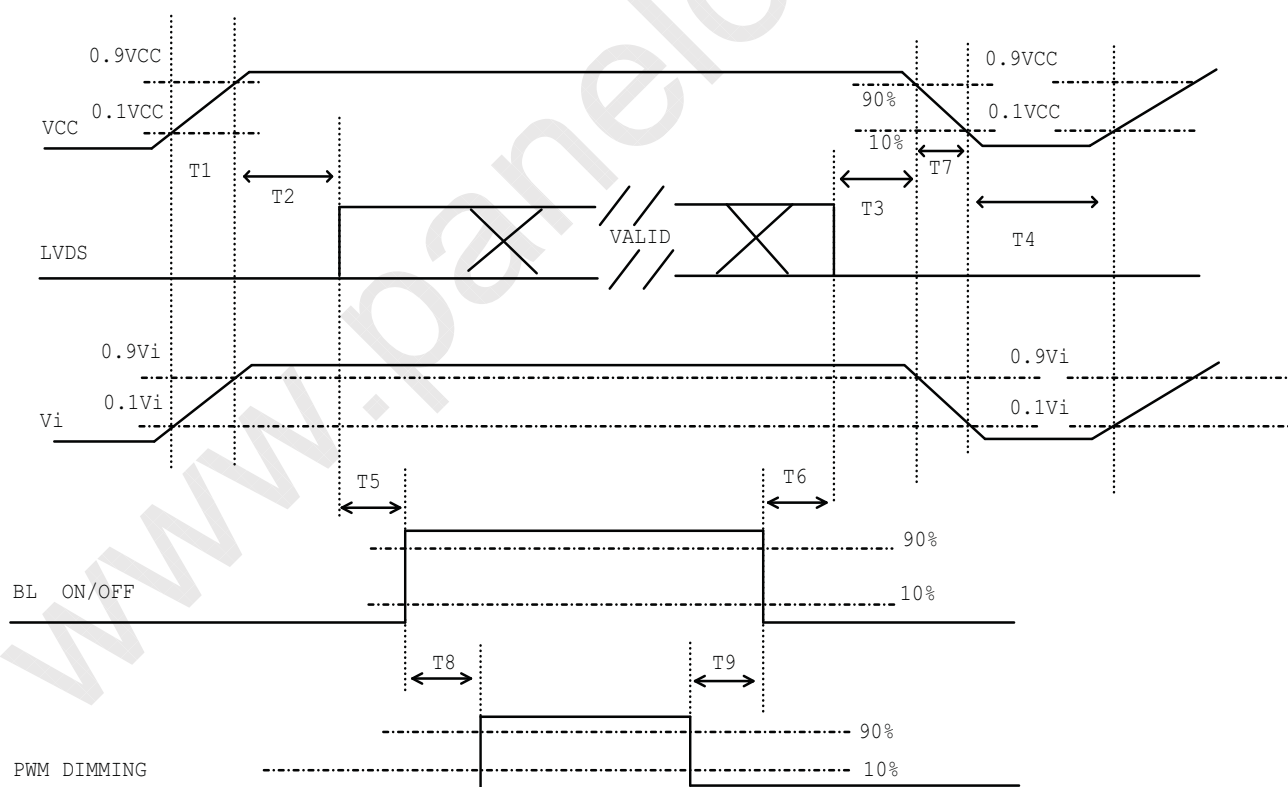 0.9VCC
0.9VCC
90%
0.1VCC
0.1VCC
VCC
10%
T1
T7
T2
T3
VALID
T4
LVDS
0.9Vi
0.9Vi
0.1Vi
0.1Vi
Vi
T5
T6
90%
BL ON/OFF
10%
T8
T9
90%
PWM DIMMING
10%